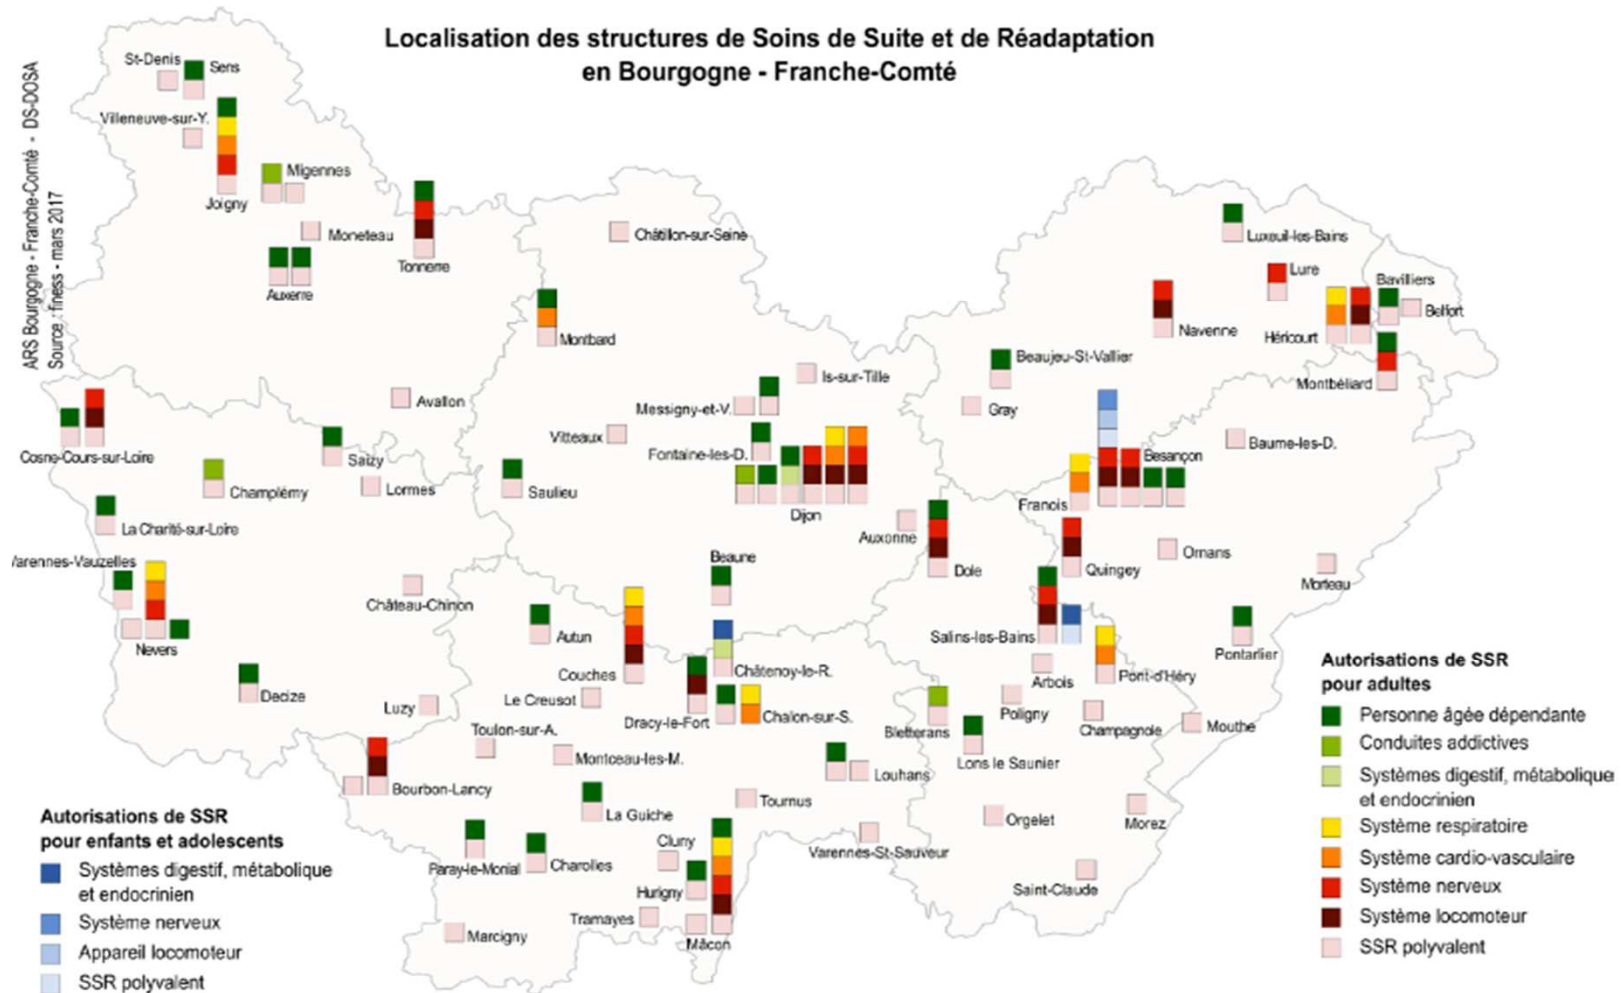 Localisation des structures de Soins de Suite et de Réadaptation
en Bourgogne - Franche-Comté
ARS Bourgogne - Franche-Comté - DS-DOSA
Source : finess - mars 2017
St-Denis
Sens
Villeneuve-sur-Y.
Migennes
Joigny
Moneteau
Tonnerre
Auxerre
Châtillon-sur-Seine
Montbard
Luxeuil-les-Bains
Lure
Bavilliers
Belfort
Navenne
Héricourt
Montbéliard
Beaujeu-St-Vallier
Is-sur-Tille
Avallon
Messigny-et-V.
Gray
Vitteaux
Baume-les-D.
Cosne-Cours-sur-Loire
Saizy
Fontaine-les-D.
Besançon
Champlémy
Lormes
Saulieu
Francis
Dijon
La Charité-sur-Loire
Auxonne
Varennes-Vauzelles
Beaune
Dole
Quingey
Ornans
Morteau
Château-Chinon
Autun
Salins-les-Bains
Nevers
Pontarlier
Couches
Châtenoy-le-R.
Arbois
Pont-d'Héry
Decize
Le Creusot
Luzy
Dracy-le-Fort
Chalon-sur-S.
Poligny
Toulon-sur-A.
Bletterans
Champagnole
Mouthe
Montceau-les-M.
Lons le Saunier
Louhans
Bourbon-Lancy
Tournus
La Guiche
Orgelet
Morez
Cluny
Varennes-St-Sauveur
Paray-le-Monial
Charolles
Hurigny
Saint-Claude
Tramayes
Marcigny
Mâcon
Autorisations de SSR
pour enfants et adolescents
Systèmes digestif, métabolique
et endocrinien
Système nerveux
Appareil locomoteur
SSR polyvalent
Autorisations de SSR
pour adultes
Personne âgée dépendante
Conduites addictives
Systèmes digestif, métabolique
et endocrinien
Système respiratoire
Système cardio-vasculaire
Système nerveux
Système locomoteur
SSR polyvalent